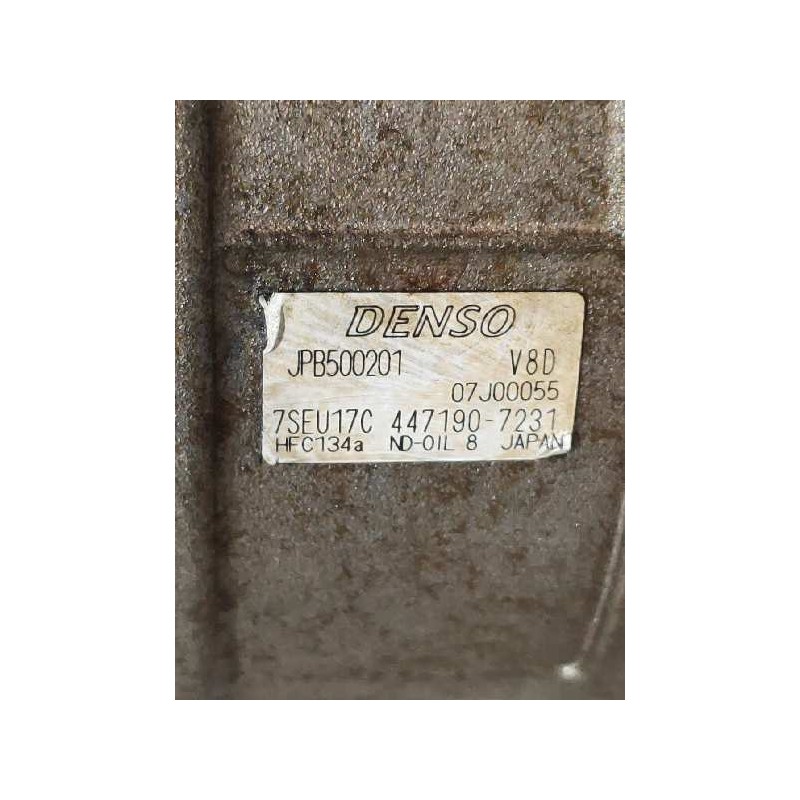 DENSO
JPB500201 V8D
07J00055
7SEU17C 447190-7231
HFC134a ND-OIL 8 JAPAN